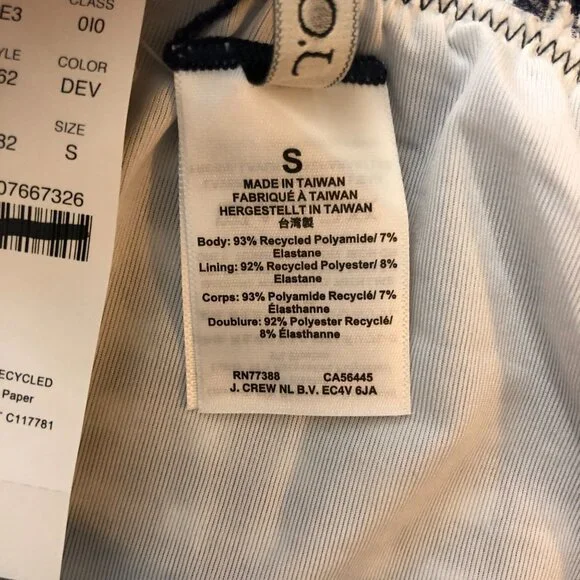 E3
CLASS
010
YLE
62
COLOR
DEV
32
SIZE
S
07667326
ECYCLED
Paper
T C117781
J.C
S
MADE IN TAIWAN
FABRIQUÉ À TAIWAN
HERGESTELLT IN TAIWAN
台湾製
Body: 93% Recycled Polyamide/ 7%
Elastane
Lining: 92% Recycled Polyester/ 8%
Elastane
Corps: 93% Polyamide Recyclé/ 7%
Élasthanne
Doublure: 92% Polyester Recyclé/
8% Élasthanne
RN77388 CA56445
J. CREW NL B.V. EC4V 6JA